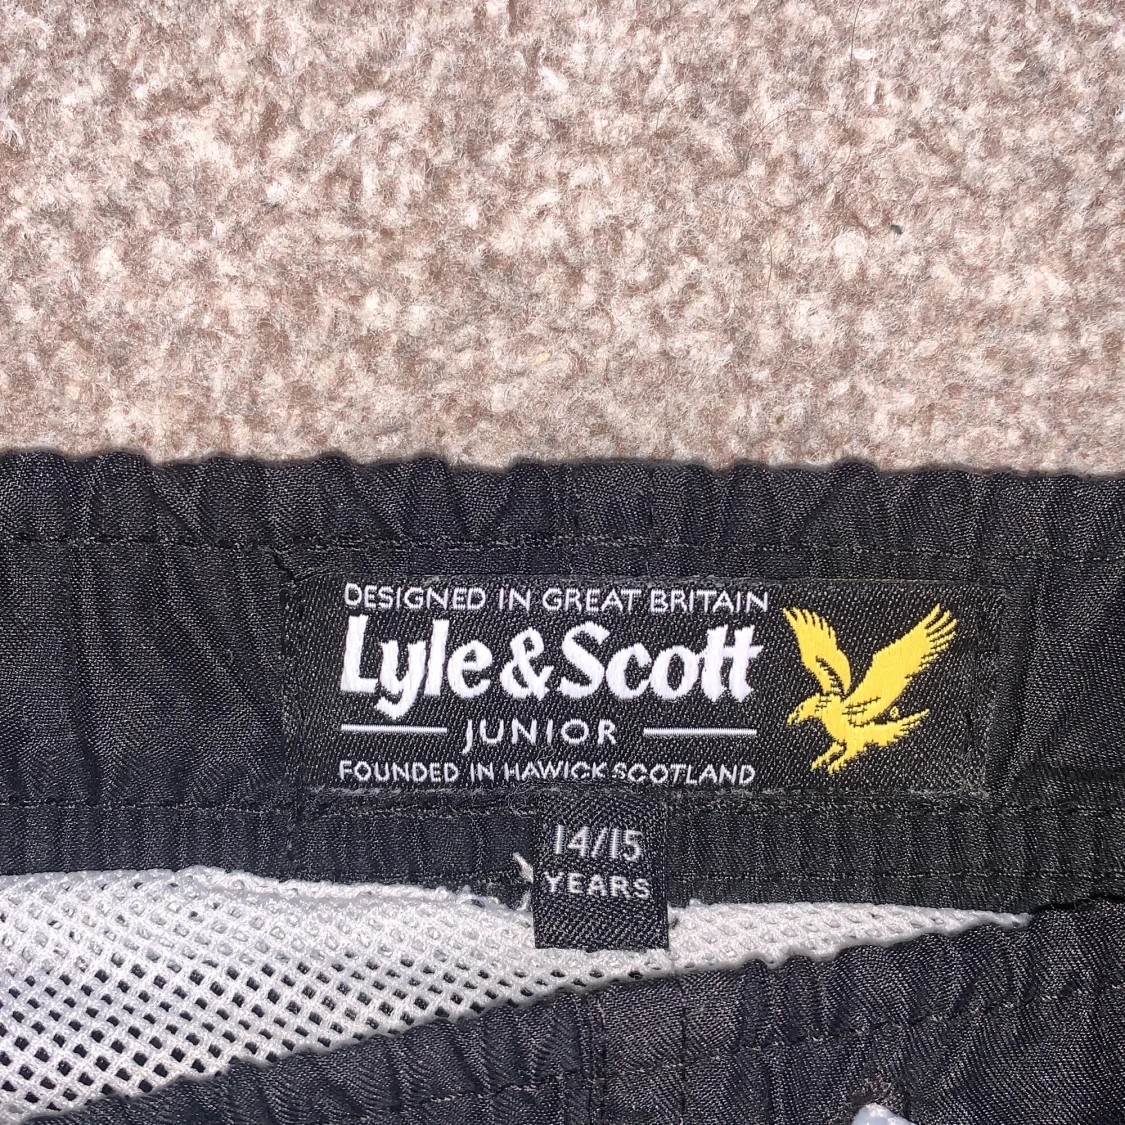 DESIGNED IN GREAT BRITAIN
Lyle&Scott
JUNIOR
FOUNDED IN HAWICK SCOTLAND
14/15
YEARS